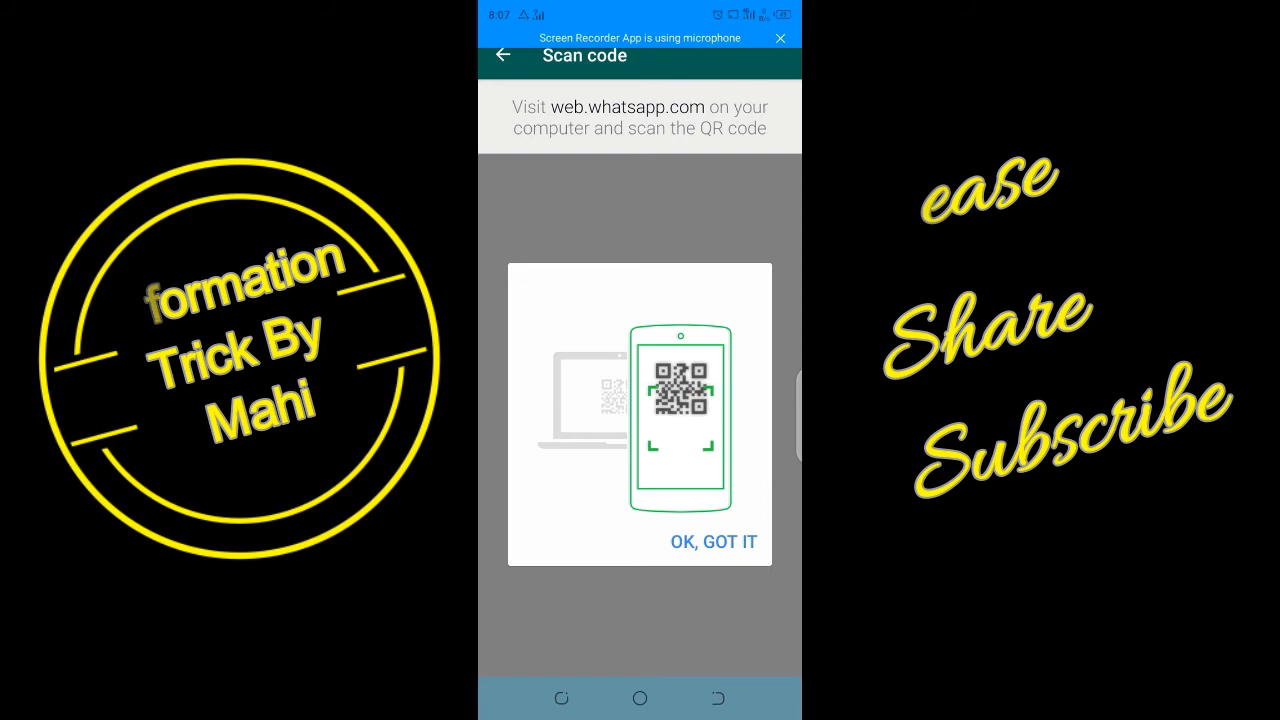 formation
Trick By
Mahi
8:07
Screen Recorder App is using microphone
Scan code
Visit web.whatsapp.com on your
computer and scan the QR code
OK, GOT IT
ease
Share
Subscribe